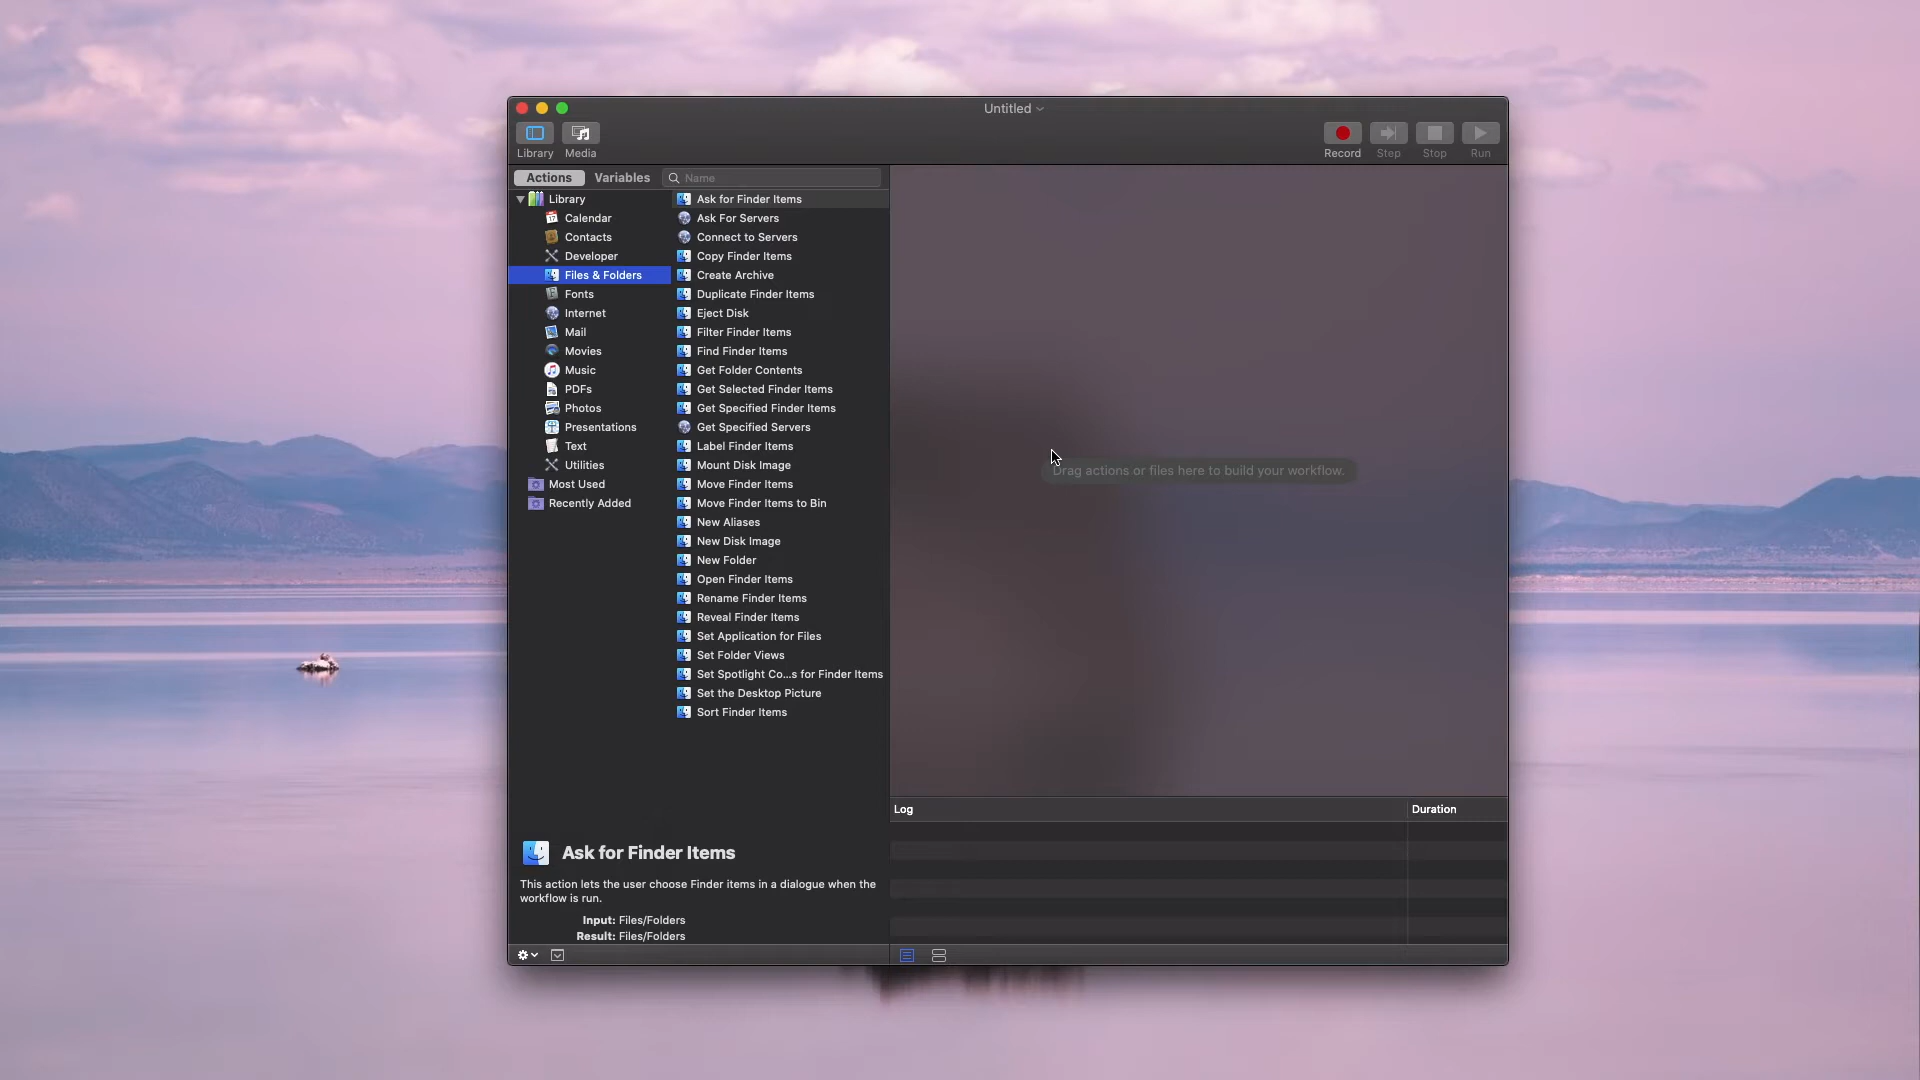 Untitled
Library
Media
Record
Step
Stop
Run
Actions
Variables
Name
Library
Calendar
Contacts
Developer
Files & Folders
Fonts
Internet
Mail
Movies
Music
PDFs
Photos
Presentations
Text
Utilities
Most Used
Recently Added
Ask for Finder Items
Ask For Servers
Connect to Servers
Copy Finder Items
Create Archive
Duplicate Finder Items
Eject Disk
Filter Finder Items
Find Finder Items
Get Folder Contents
Get Selected Finder Items
Get Specified Finder Items
Get Specified Servers
Label Finder Items
Mount Disk Image
Move Finder Items
Move Finder Items to Bin
New Aliases
New Disk Image
New Folder
Open Finder Items
Rename Finder Items
Reveal Finder Items
Set Application for Files
Set Folder Views
Set Spotlight Co...s for Finder Items
Set the Desktop Picture
Sort Finder Items
Drag actions or files here to build your workflow.
Log
Duration
Ask for Finder Items
This action lets the user choose Finder items in a dialogue when the
workflow is run.
Input: Files/Folders
Result: Files/Folders